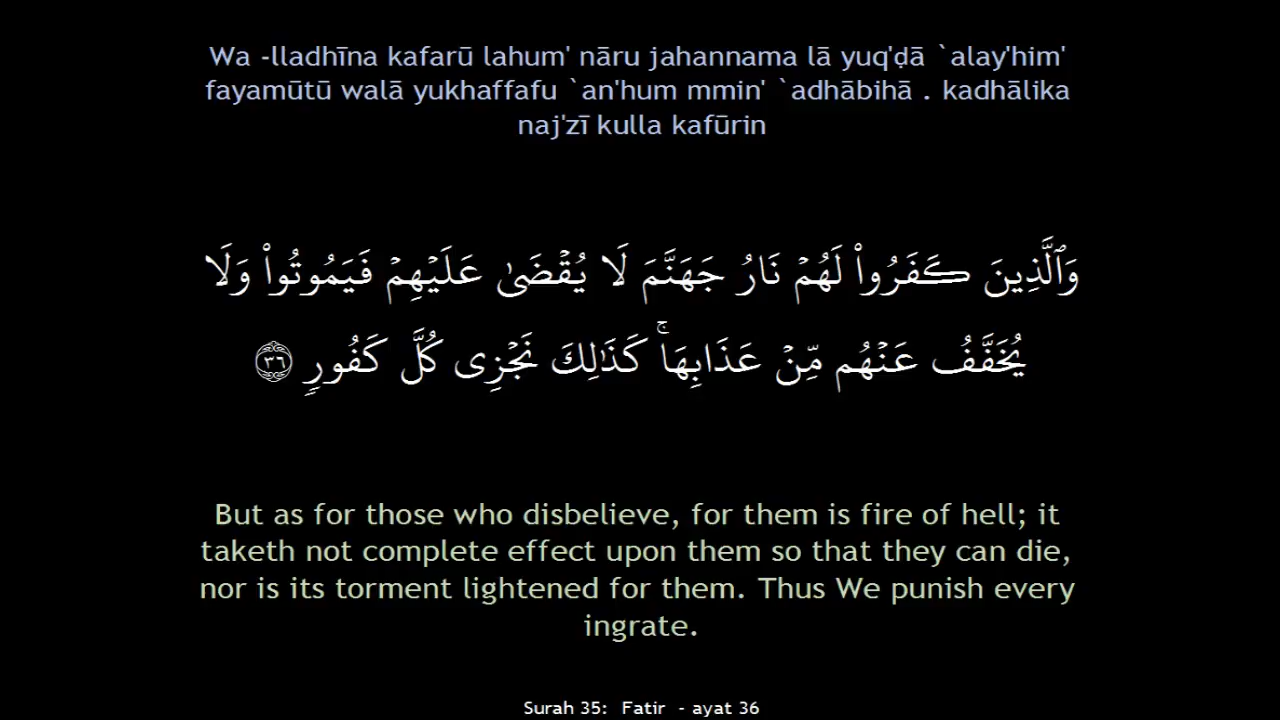 Wa -lladhīna kafarū lahum' nāru jahannama lā yuq'ḍā `alay'him'
fayamūtū walā yukhaffafu `an'hum mmin' `adhābihā . kadhālika
naj'zī kulla kafūrin
وَٱلَّذِينَ كَفَرُوا۟ لَهُمْ نَارُ جَهَنَّمَ لَا يُقْضَىٰ عَلَيْهِمْ فَيَمُوتُوا۟ وَلَا
يُخَفَّفُ عَنْهُم مِّنْ عَذَابِهَا ۚ كَذَٰلِكَ نَجْزِى كُلَّ كَفُورٍ ٣٦
But as for those who disbelieve, for them is fire of hell; it
taketh not complete effect upon them so that they can die,
nor is its torment lightened for them. Thus We punish every
ingrate.
Surah 35: Fatir - ayat 36